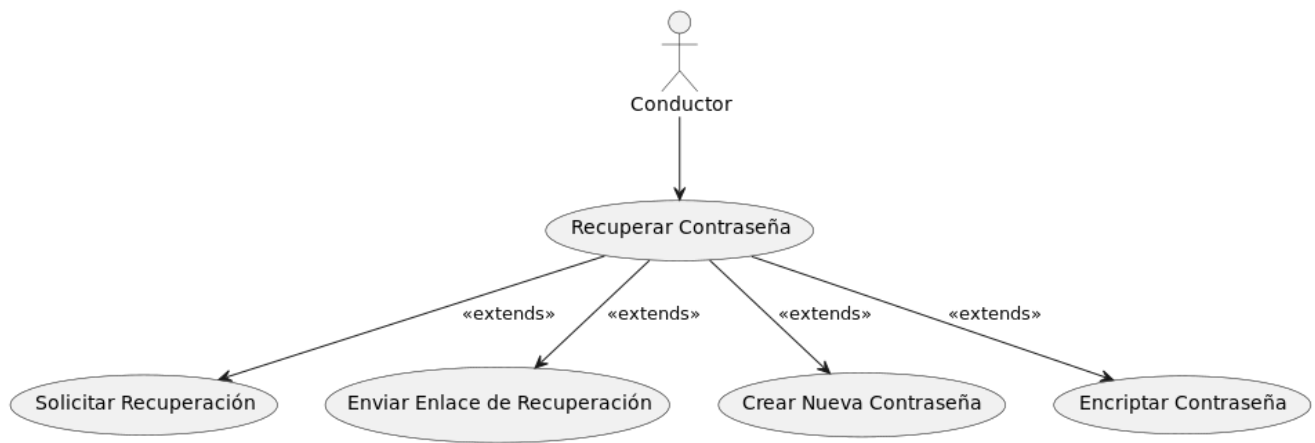 Conductor
Recuperar Contraseña
«extends»
«extends»
«extends»
«extends»
Solicitar Recuperación
Enviar Enlace de Recuperación
Crear Nueva Contraseña
Encriptar Contraseña